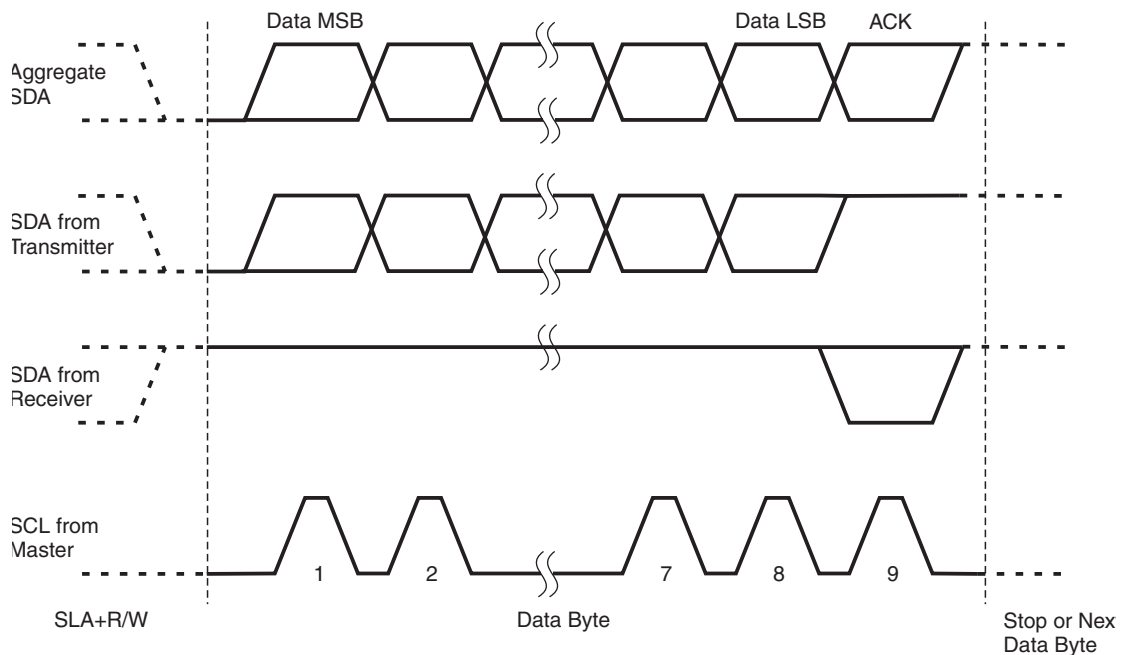 Data MSB
Data LSB
ACK
Aggregate
SDA
SDA from
Transmitter
SDA from
Receiver
SCL from
Master
1
2
7
8
9
SLA+R/W
Data Byte
Stop or Nex
Data Byte